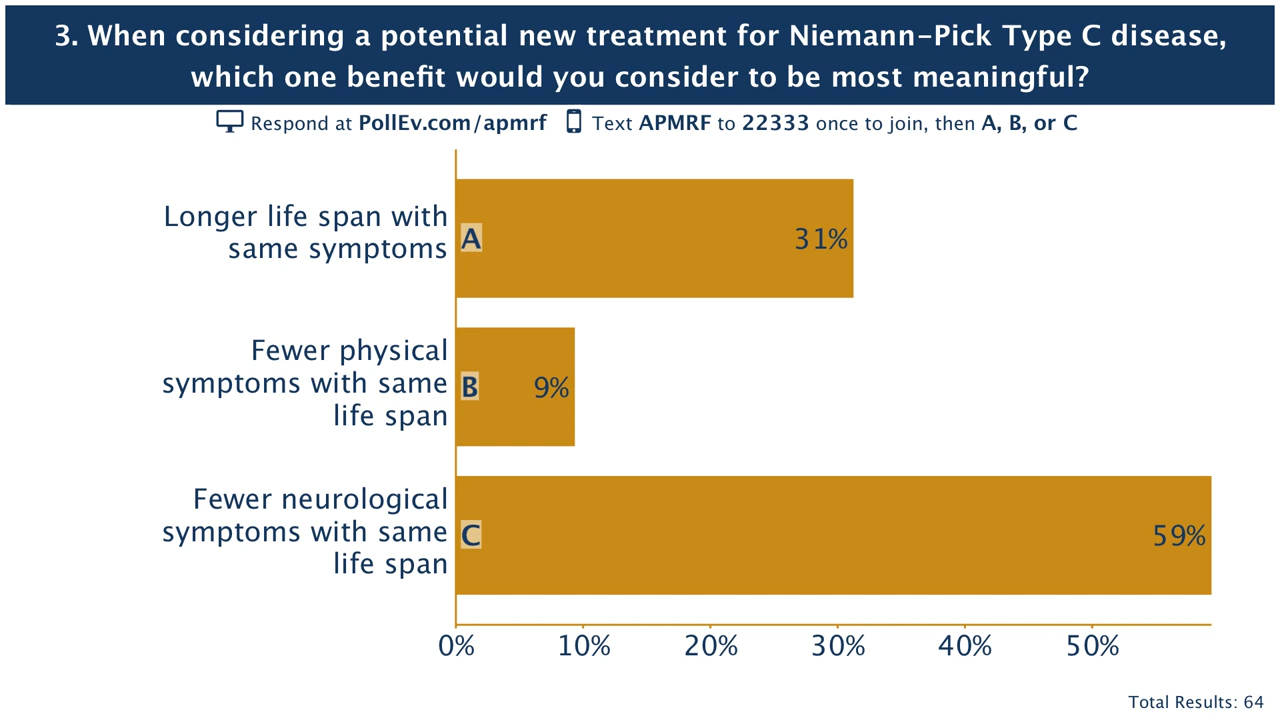 3. When considering a potential new treatment for Niemann-Pick Type C disease,
which one benefit would you consider to be most meaningful?
Respond at PollEv.com/apmrf Text APMRF to 22333 once to join, then A, B, or C
Longer life span with
same symptoms
A
31%
Fewer physical
symptoms with same
life span
B
9%
Fewer neurological
symptoms with same
life span
C
59%
0% 10% 20% 30% 40% 50%
Total Results: 64